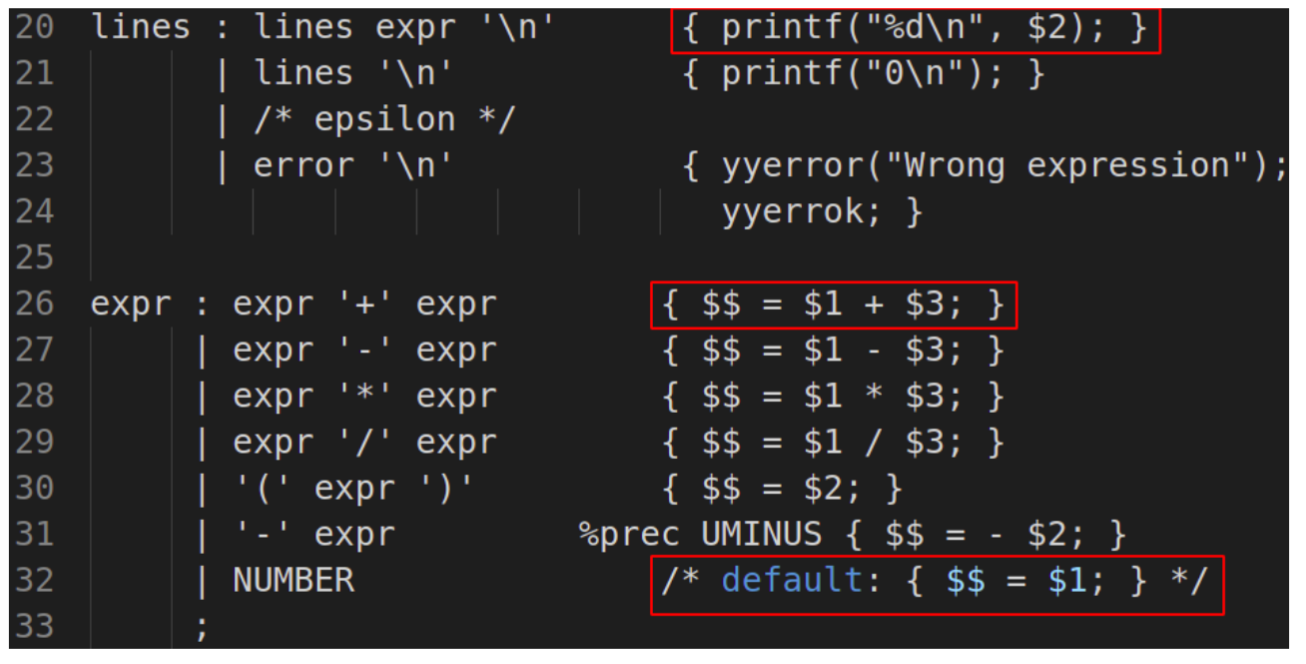 20 lines : lines expr '\n' { printf("%d\n", $2); }
21 | lines '\n' { printf("0\n"); }
22 | /* epsilon */
23 | error '\n' { yyerror("Wrong expression");
24 yyerrok; }
25
26 expr : expr '+' expr { $$ = $1 + $3; }
27 | expr '-' expr { $$ = $1 - $3; }
28 | expr '*' expr { $$ = $1 * $3; }
29 | expr '/' expr { $$ = $1 / $3; }
30 | '(' expr ')' { $$ = $2; }
31 | '-' expr %prec UMINUS { $$ = - $2; }
32 | NUMBER /* default: { $$ = $1; } */
33 ;